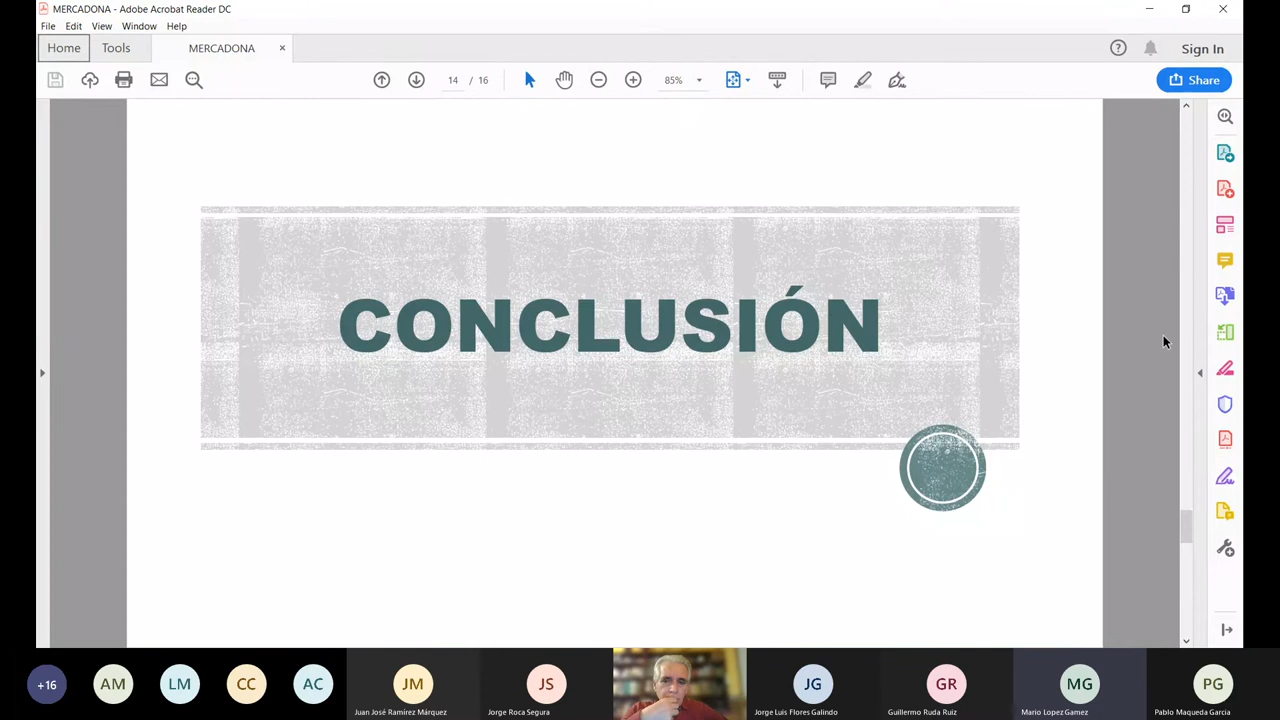 MERCADONA - Adobe Acrobat Reader DC
File Edit View Window Help
Home Tools MERCADONA × Sign In
14 / 16 85% Share
CONCLUSIÓN
+16 AM LM CC AC JM JS JG GR MG PG
Juan José Ramírez Márquez Jorge Roca Segura Jorge Luis Flores Galindo Guillermo Ruda Ruiz Mario Lopez Gamez Pablo Maqueda García